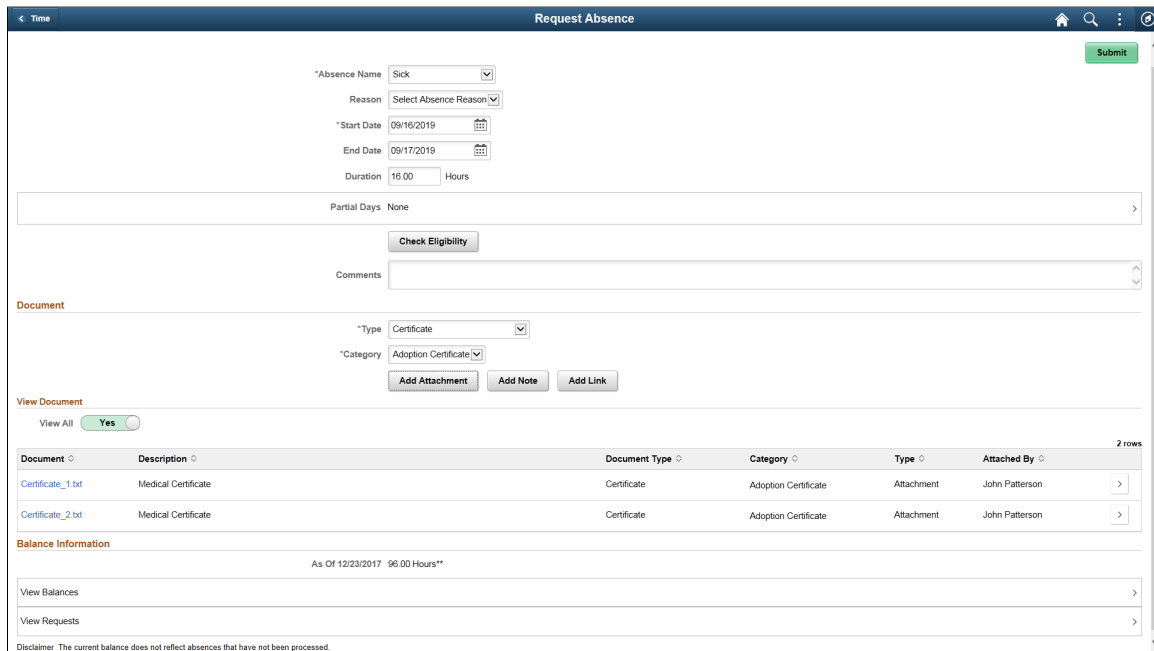 Time Request Absence
Submit
*Absence Name Sick
Reason Select Absence Reason
*Start Date 09/16/2019
End Date 09/17/2019
Duration 16.00 Hours
Partial Days None
Check Eligibility
Comments
Document
*Type Certificate
*Category Adoption Certificate
Add Attachment Add Note Add Link
View Document
View All Yes
2 rows
Document Description Document Type Category Type Attached By
Certificate_1.txt Medical Certificate Certificate Adoption Certificate Attachment John Patterson
Certificate_2.txt Medical Certificate Certificate Adoption Certificate Attachment John Patterson
Balance Information
As Of 12/23/2017 96.00 Hours**
View Balances
View Requests
Disclaimer The current balance does not reflect absences that have not been processed.